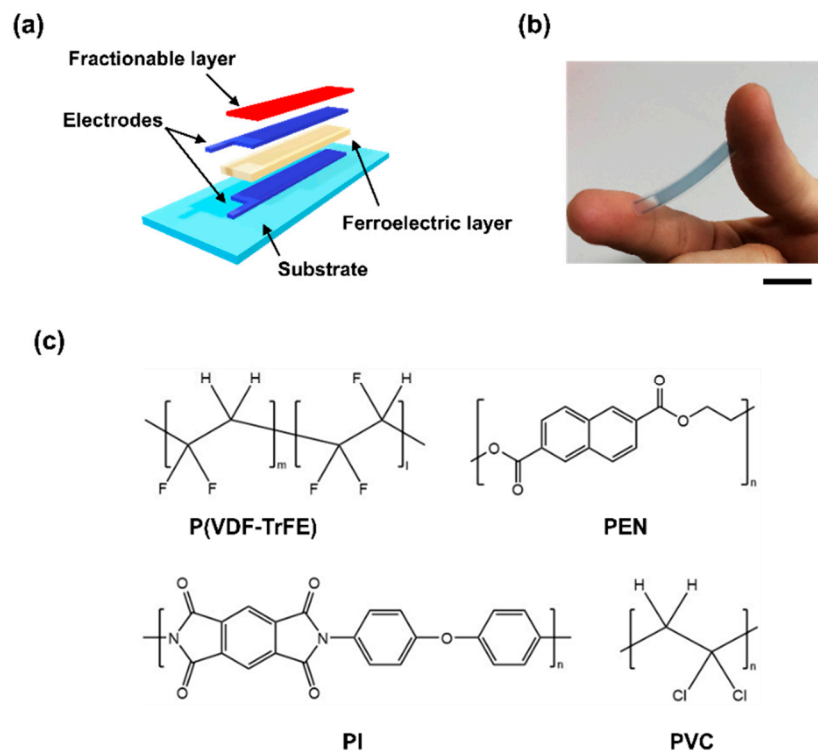 (a)
Fractionable layer
Electrodes
Ferroelectric layer
Substrate
(b)
(c)
H H F H
m l
F F F F
P(VDF-TrFE)
O
O
O
O
n
PEN
O O
N N O
n
O O
PI
H H
n
Cl Cl
PVC